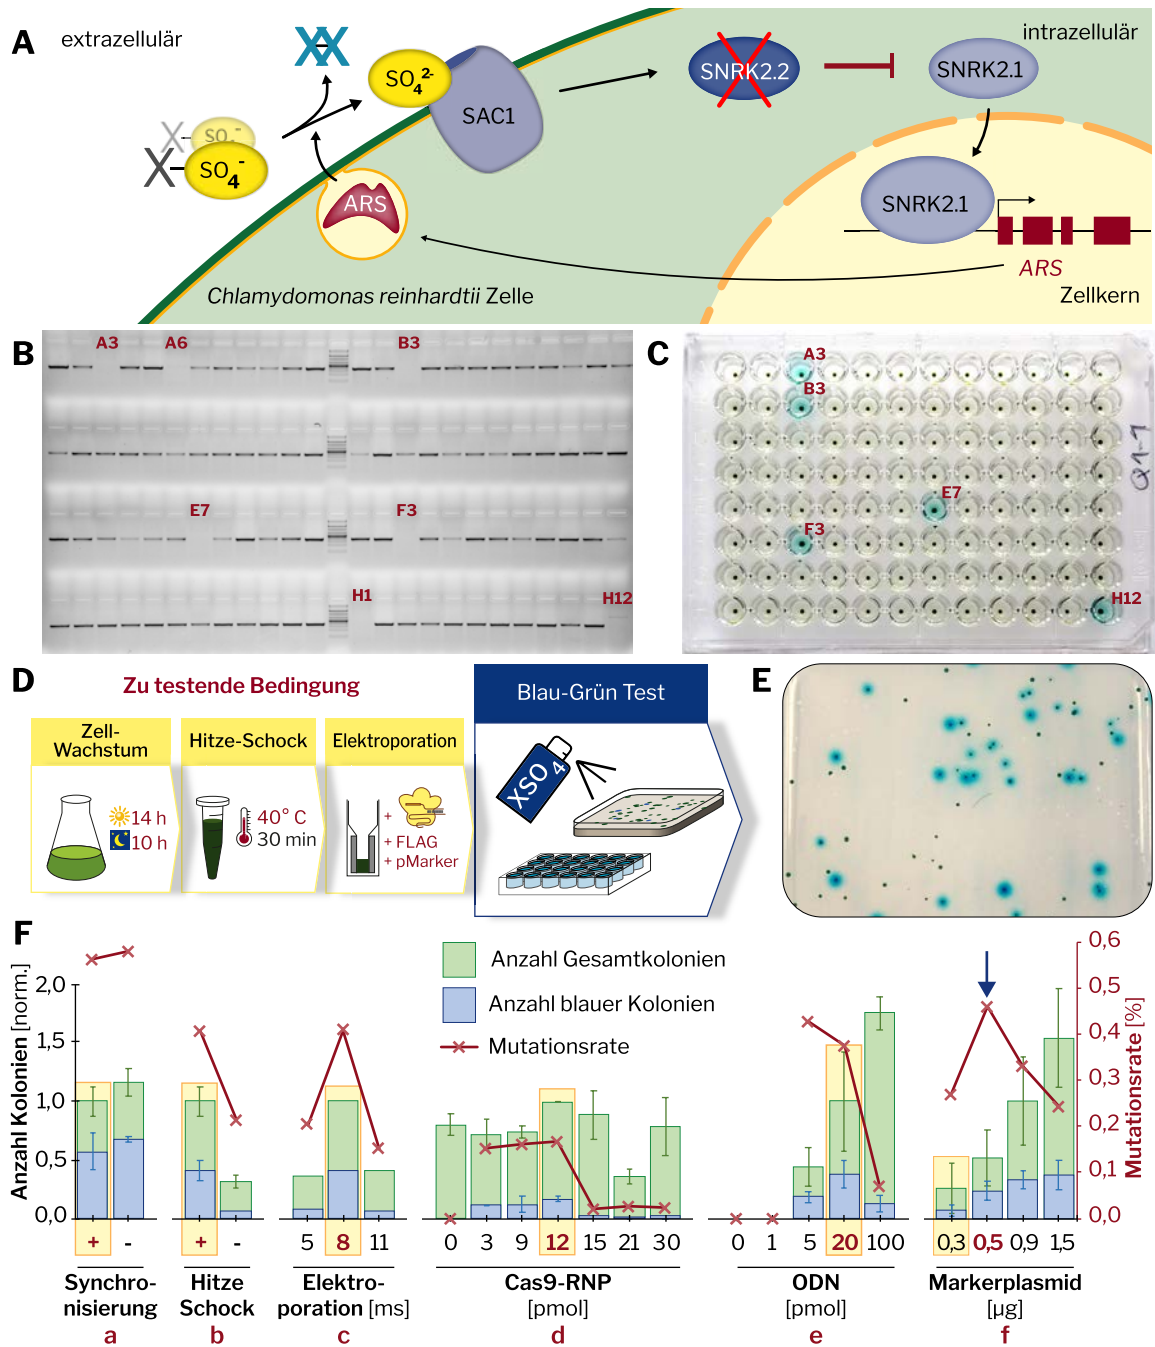 A
extrazellulär
intrazellulär
XX
SO4-
X
SO4-
X
SO42-
SAC1
SNRK2.2
SNRK2.1
SNRK2.1
ARS
ARS
Chlamydomonas reinhardtii Zelle
Zellkern
B
A3
A6
B3
E7
F3
H1
H12
C
A3
B3
E7
F3
H12
Q1-1
D
Zu testende Bedingung
Blau-Grün Test
Zell-
Wachstum
Hitze-Schock
Elektroporation
14 h
10 h
40° C
30 min
+
+ FLAG
+ pMarker
XSO4
E
F
Anzahl Kolonien [norm.]
2,0
1,5
1,0
0,5
0,0
Anzahl Gesamtkolonien
Anzahl blauer Kolonien
Mutationsrate
0,6
0,5
0,4
0,3
0,2
0,1
0,0
Mutationsrate [%]
+ - + - 5 8 11 0 3 9 12 15 21 30 0 1 5 20 100 0,3 0,5 0,9 1,5
Synchro-
nisierung
a
Hitze
Schock
b
Elektro-
poration [ms]
c
Cas9-RNP
[pmol]
d
ODN
[pmol]
e
Markerplasmid
[µg]
f